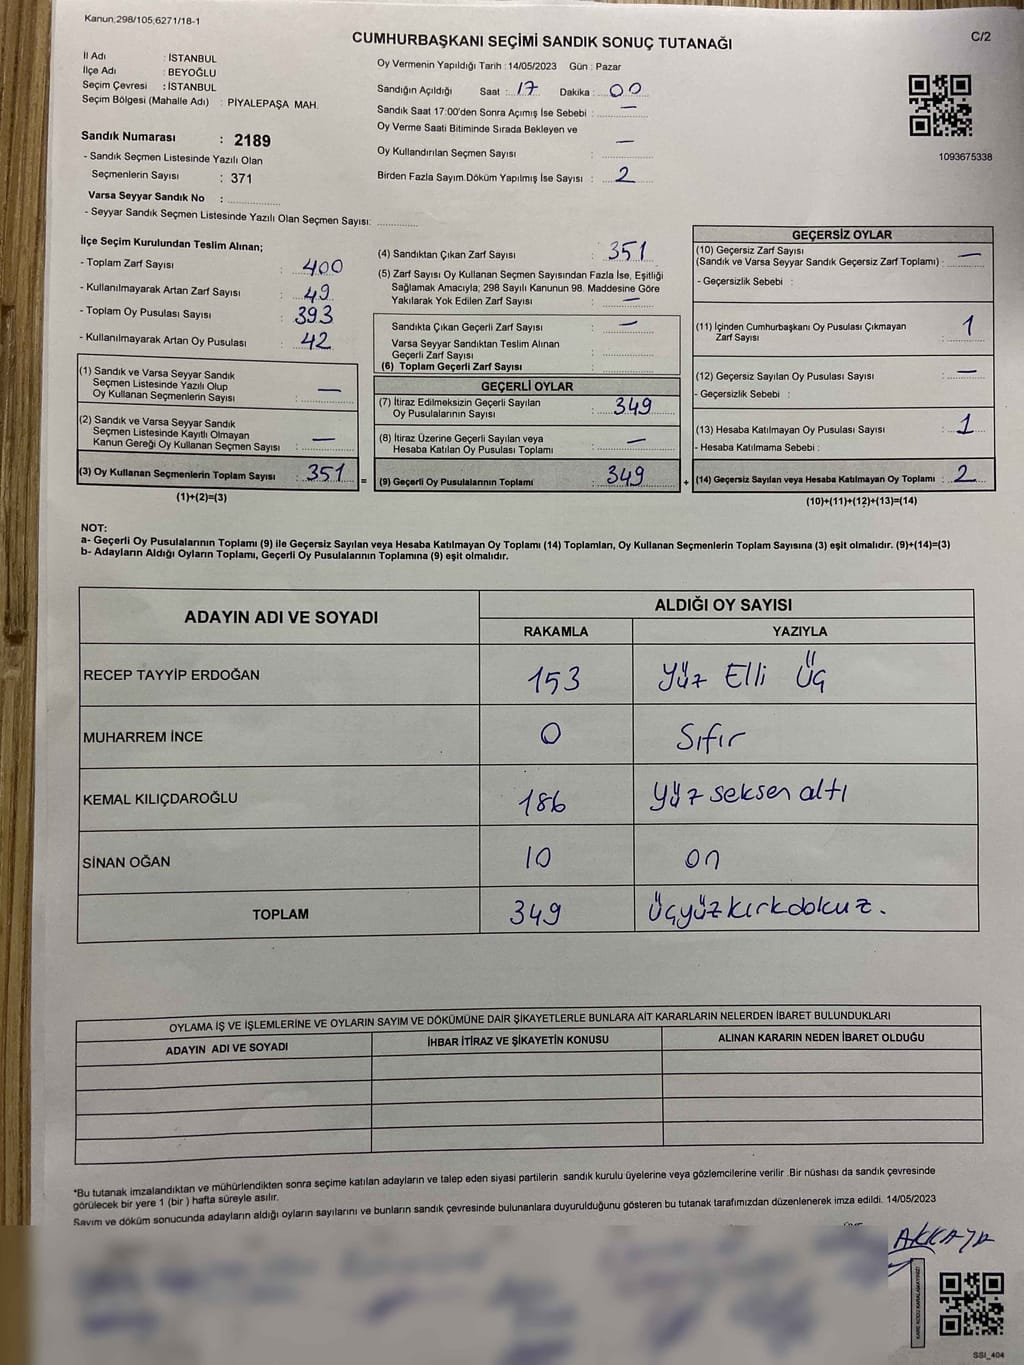 Kanun,298/105,6271/18-1
CUMHURBAŞKANI SEÇİMİ SANDIK SONUÇ TUTANAĞI
C/2
İl Adı : İSTANBUL
İlçe Adı : BEYOĞLU
Seçim Çevresi : İSTANBUL
Seçim Bölgesi (Mahalle Adı) : PİYALEPAŞA MAH.
Sandık Numarası : 2189
- Sandık Seçmen Listesinde Yazılı Olan
Seçmenlerin Sayısı : 371
Varsa Seyyar Sandık No :
- Seyyar Sandık Seçmen Listesinde Yazılı Olan Seçmen Sayısı:
Oy Vermenin Yapıldığı Tarih : 14/05/2023 Gün : Pazar
Sandığın Açıldığı Saat : 17 Dakika : 00
Sandık Saat 17:00'den Sonra Açımış İse Sebebi : —
Oy Verme Saati Bitiminde Sırada Bekleyen ve
Oy Kullandırılan Seçmen Sayısı : —
Birden Fazla Sayım Döküm Yapılmış İse Sayısı : 2
1093675338
İlçe Seçim Kurulundan Teslim Alınan;
- Toplam Zarf Sayısı : 400
- Kullanılmayarak Artan Zarf Sayısı : 49
- Toplam Oy Pusulası Sayısı : 393
- Kullanılmayarak Artan Oy Pusulası : 42
(1) Sandık ve Varsa Seyyar Sandık
Seçmen Listesinde Yazılı Olup
Oy Kullanan Seçmenlerin Sayısı : —
(2) Sandık ve Varsa Seyyar Sandık
Seçmen Listesinde Kayıtlı Olmayan
Kanun Gereği Oy Kullanan Seçmen Sayısı : —
(3) Oy Kullanan Seçmenlerin Toplam Sayısı : 351 =
(1)+(2)=(3)
(4) Sandıktan Çıkan Zarf Sayısı : 351
(5) Zarf Sayısı Oy Kullanan Seçmen Sayısından Fazla İse, Eşitliği
Sağlamak Amacıyla; 298 Sayılı Kanunun 98. Maddesine Göre
Yakılarak Yok Edilen Zarf Sayısı : —
Sandıkta Çıkan Geçerli Zarf Sayısı : —
Varsa Seyyar Sandıktan Teslim Alınan
Geçerli Zarf Sayısı :
(6) Toplam Geçerli Zarf Sayısı :
GEÇERLİ OYLAR
(7) İtiraz Edilmeksizin Geçerli Sayılan
Oy Pusulalarının Sayısı : 349
(8) İtiraz Üzerine Geçerli Sayılan veya
Hesaba Katılan Oy Pusulası Toplamı : —
(9) Geçerli Oy Pusulalarının Toplamı : 349 +
GEÇERSİZ OYLAR
(10) Geçersiz Zarf Sayısı
(Sandık ve Varsa Seyyar Sandık Geçersiz Zarf Toplamı) : —
- Geçersizlik Sebebi :
(11) İçinden Cumhurbaşkanı Oy Pusulası Çıkmayan
Zarf Sayısı : 1
(12) Geçersiz Sayılan Oy Pusulası Sayısı : —
- Geçersizlik Sebebi :
(13) Hesaba Katılmayan Oy Pusulası Sayısı : 1
- Hesaba Katılmama Sebebi :
(14) Geçersiz Sayılan veya Hesaba Katılmayan Oy Toplamı : 2
(10)+(11)+(12)+(13)=(14)
NOT:
a- Geçerli Oy Pusulalarının Toplamı (9) ile Geçersiz Sayılan veya Hesaba Katılmayan Oy Toplamı (14) Toplamları, Oy Kullanan Seçmenlerin Toplam Sayısına (3) eşit olmalıdır. (9)+(14)=(3)
b- Adayların Aldığı Oyların Toplamı, Geçerli Oy Pusulalarının Toplamına (9) eşit olmalıdır.
ADAYIN ADI VE SOYADI ALDIĞI OY SAYISI
RAKAMLA YAZIYLA
RECEP TAYYİP ERDOĞAN 153 Yüz Elli Üç
MUHARREM İNCE 0 Sıfır
KEMAL KILIÇDAROĞLU 186 yüz seksen altı
SİNAN OĞAN 10 on
TOPLAM 349 Üçyüzkırkdokuz.
OYLAMA İŞ VE İŞLEMLERİNE VE OYLARIN SAYIM VE DÖKÜMÜNE DAİR ŞİKAYETLERLE BUNLARA AİT KARARLARIN NELERDEN İBARET BULUNDUKLARI
ADAYIN ADI VE SOYADI İHBAR İTİRAZ VE ŞİKAYETİN KONUSU ALINAN KARARIN NEDEN İBARET OLDUĞU
*Bu tutanak imzalandıktan ve mühürlendikten sonra seçime katılan adayların ve talep eden siyasi partilerin sandık kurulu üyelerine veya gözlemcilerine verilir .Bir nüshası da sandık çevresinde
görülecek bir yere 1 (bir ) hafta süreyle asılır.
Sayım ve döküm sonucunda adayların aldığı oyların sayılarını ve bunların sandık çevresinde bulunanlara duyurulduğunu gösteren bu tutanak tarafımızdan düzenlenerek imza edildi. 14/05/2023
AKKAYA
KARE KODU KARALAMAYINIZ!
SSI_404